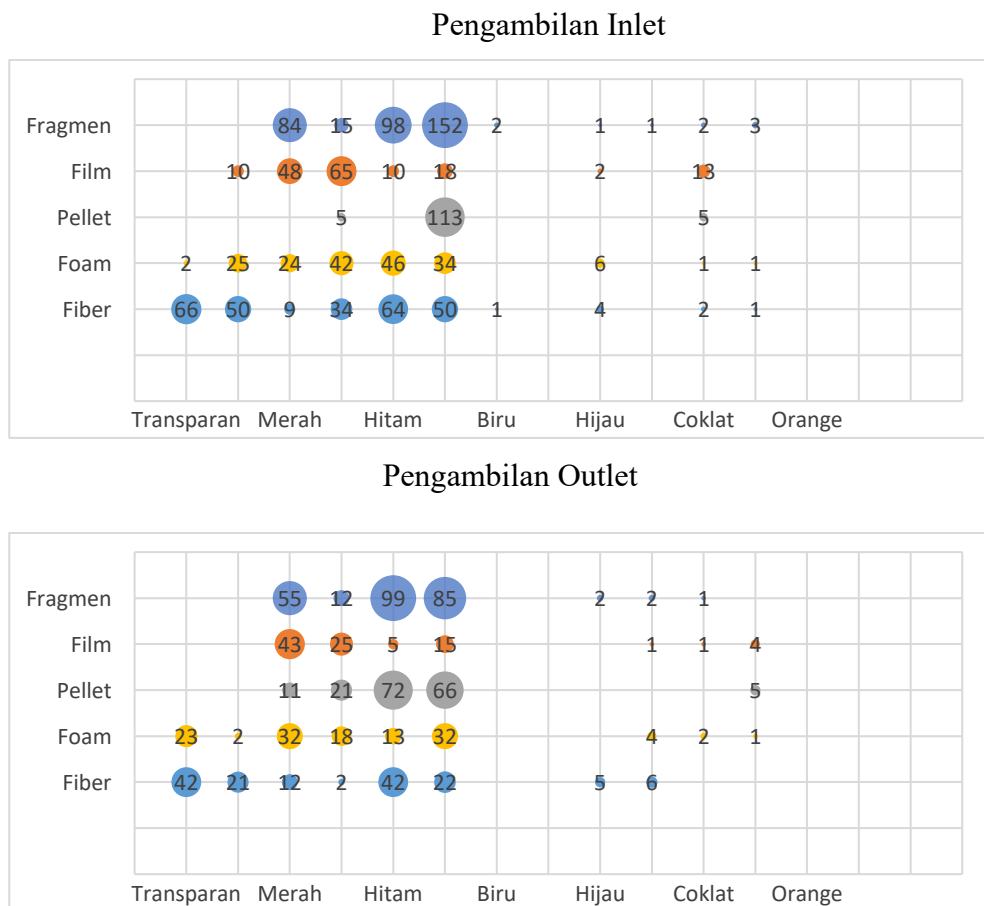 Pengambilan Inlet
Fragmen 84 15 98 152 2 1 1 2 3
Film 10 48 65 10 18 2 13
Pellet 5 113 5
Foam 2 25 24 42 46 34 6 1 1
Fiber 66 50 9 34 64 50 1 4 2 1
Transparan Merah Hitam Biru Hijau Coklat Orange
Pengambilan Outlet
Fragmen 55 12 99 85 2 2 1
Film 43 25 5 15 1 1 4
Pellet 11 21 72 66 5
Foam 23 2 32 18 13 32 4 2 1
Fiber 42 21 12 2 42 22 5 6
Transparan Merah Hitam Biru Hijau Coklat Orange